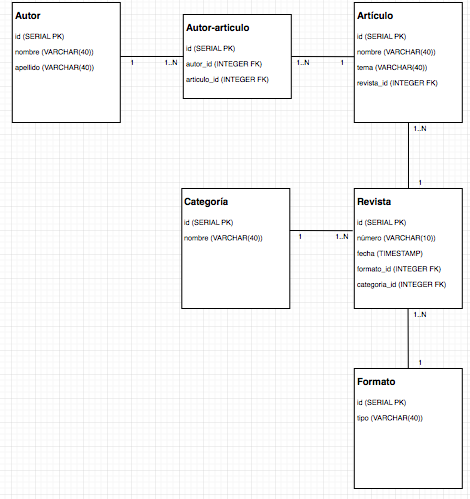 Autor
id (SERIAL PK)
nombre (VARCHAR(40))
apellido (VARCHAR(40))
1
1..N
Autor-articulo
id (SERIAL PK)
autor_id (INTEGER FK)
artículo_id (INTEGER FK)
1..N
1
Artículo
id (SERIAL PK)
nombre (VARCHAR(40))
tema (VARCHAR(40))
revista_id (INTEGER FK)
1..N
1
Categoría
id (SERIAL PK)
nombre (VARCHAR(40))
1
1..N
Revista
id (SERIAL PK)
número (VARCHAR(10))
fecha (TIMESTAMP)
formato_id (INTEGER FK)
categoria_id (INTEGER FK)
1..N
1
Formato
id (SERIAL PK)
tipo (VARCHAR(40))